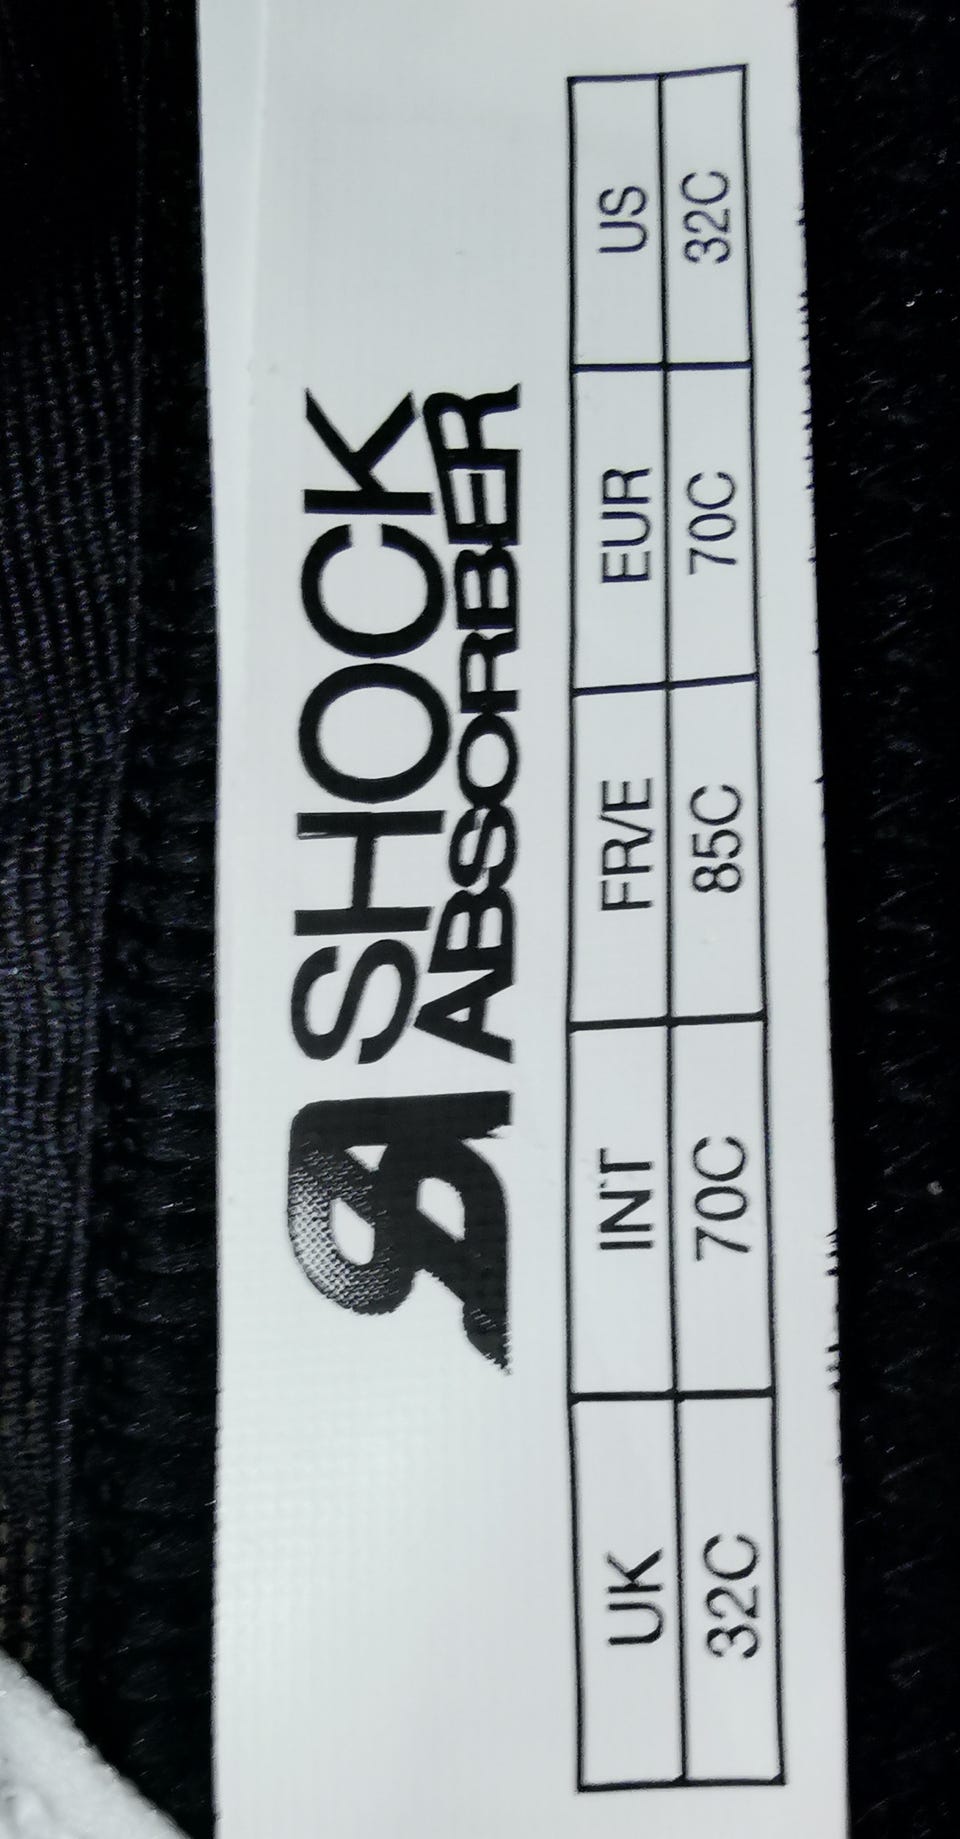 SHOCK
ABSORBER
UK INT FR/E EUR US
32C 70C 85C 70C 32C